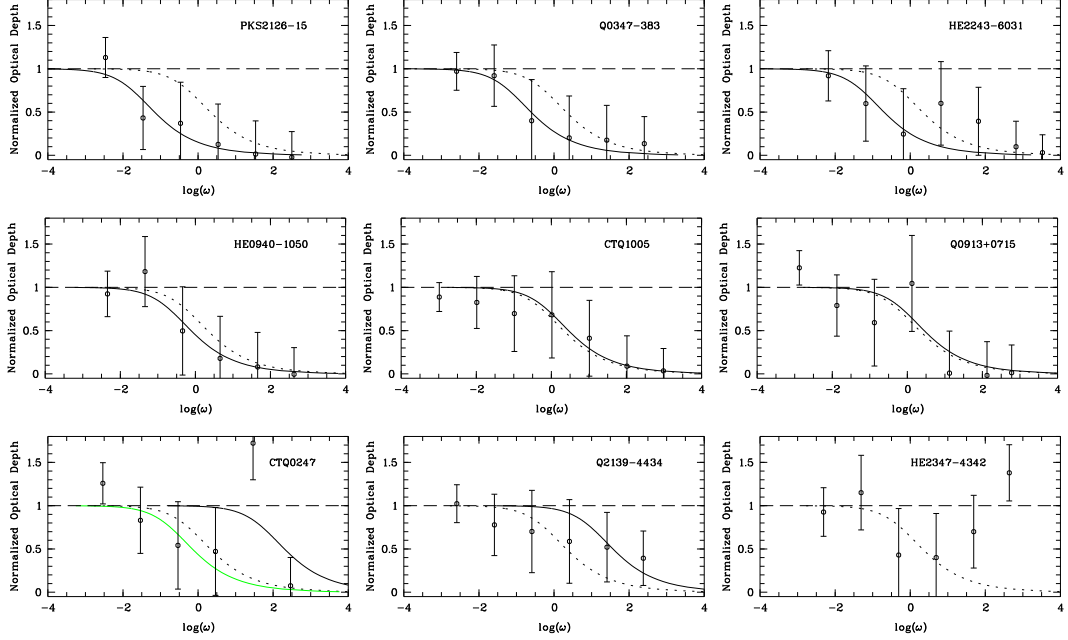 PKS2126-15
Normalized Optical Depth
1.5
1
0.5
0
-4 -2 0 2 4
log(ω)
Q0347-383
Normalized Optical Depth
1.5
1
0.5
0
-4 -2 0 2 4
log(ω)
HE2243-6031
Normalized Optical Depth
1.5
1
0.5
0
-4 -2 0 2 4
log(ω)
HE0940-1050
Normalized Optical Depth
1.5
1
0.5
0
-4 -2 0 2 4
log(ω)
CTQ1005
Normalized Optical Depth
1.5
1
0.5
0
-4 -2 0 2 4
log(ω)
Q0913+0715
Normalized Optical Depth
1.5
1
0.5
0
-4 -2 0 2 4
log(ω)
CTQ0247
Normalized Optical Depth
1.5
1
0.5
0
-4 -2 0 2 4
log(ω)
Q2139-4434
Normalized Optical Depth
1.5
1
0.5
0
-4 -2 0 2 4
log(ω)
HE2347-4342
Normalized Optical Depth
1.5
1
0.5
0
-4 -2 0 2 4
log(ω)